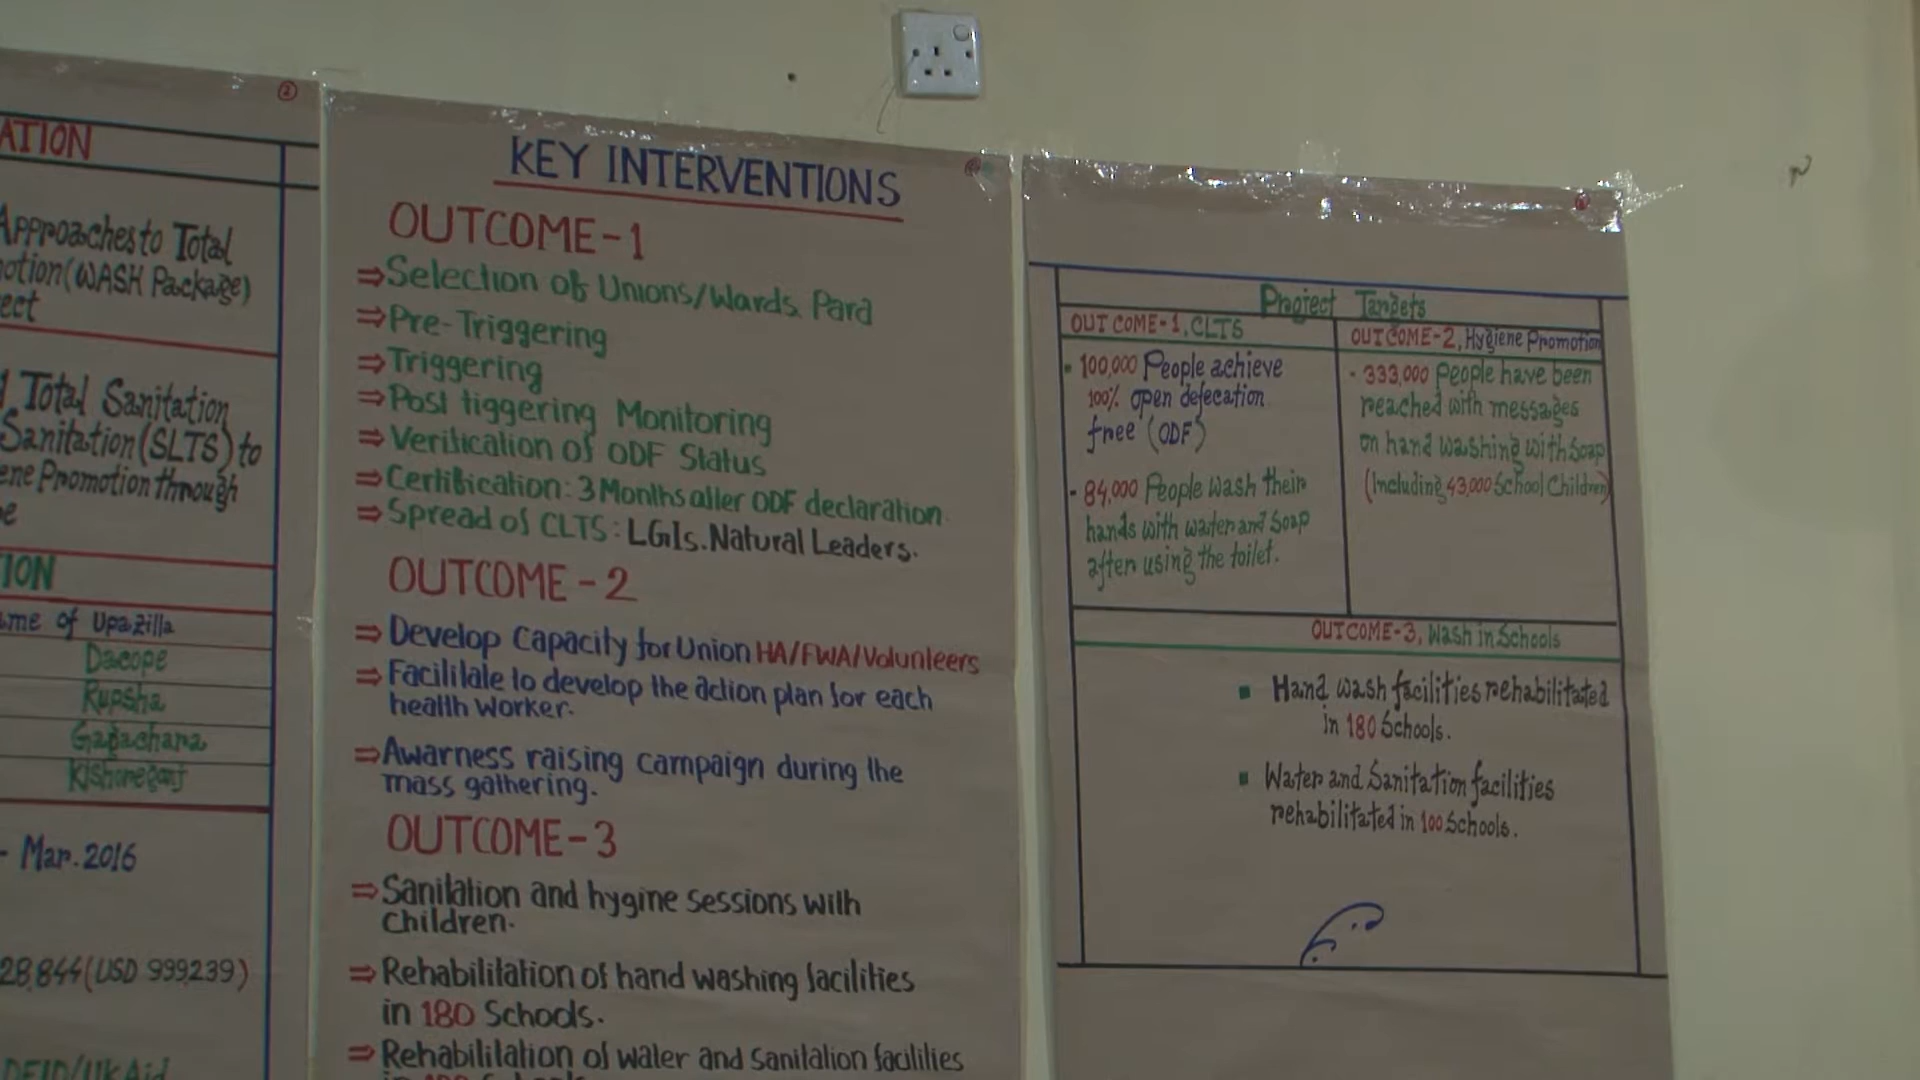 ②
ATION
Approaches to Total
otion (WASH Package)
ect
Total Sanitation
Sanitation (SLTS) to
ene Promotion through
e
ION
ame of Upazilla
Dacope
Rupsha
Gagachara
Kishoreganj
- Mar. 2016
28,844 (USD 999,239)
DFID/UKAid
KEY INTERVENTIONS
OUTCOME-1
⇒ Selection of Unions/Wards Para
⇒ Pre-Triggering
⇒ Triggering
⇒ Post tiggering Monitoring
⇒ Verification of ODF Status
⇒ Certification: 3 Months after ODF declaration.
⇒ Spread of CLTS: LGIs. Natural Leaders.
OUTCOME - 2
⇒ Develop Capacity for Union HA/FWA/Volunteers
⇒ Facilitate to develop the action plan for each
health worker.
⇒ Awarness raising campaign during the
mass gathering.
OUTCOME - 3
⇒ Sanitation and hygine sessions with
children.
⇒ Rehabilitation of hand washing facilities
in 180 Schools.
⇒ Rehabilitation of water and sanitation facilities
Project Targets
OUTCOME-1, CLTS
- 100,000 People achieve
100% open defecation
free (ODF)
- 84,000 People wash their
hands with water and Soap
after using the toilet.
OUTCOME-2, Hygiene Promotion
- 333,000 People have been
reached with messages
on hand washing with Soap
(Including 43,000 School Children)
OUTCOME-3, Wash in Schools
▪ Hand wash facilities rehabilitated
in 180 Schools.
▪ Water and Sanitation facilities
rehabilitated in 100 Schools.